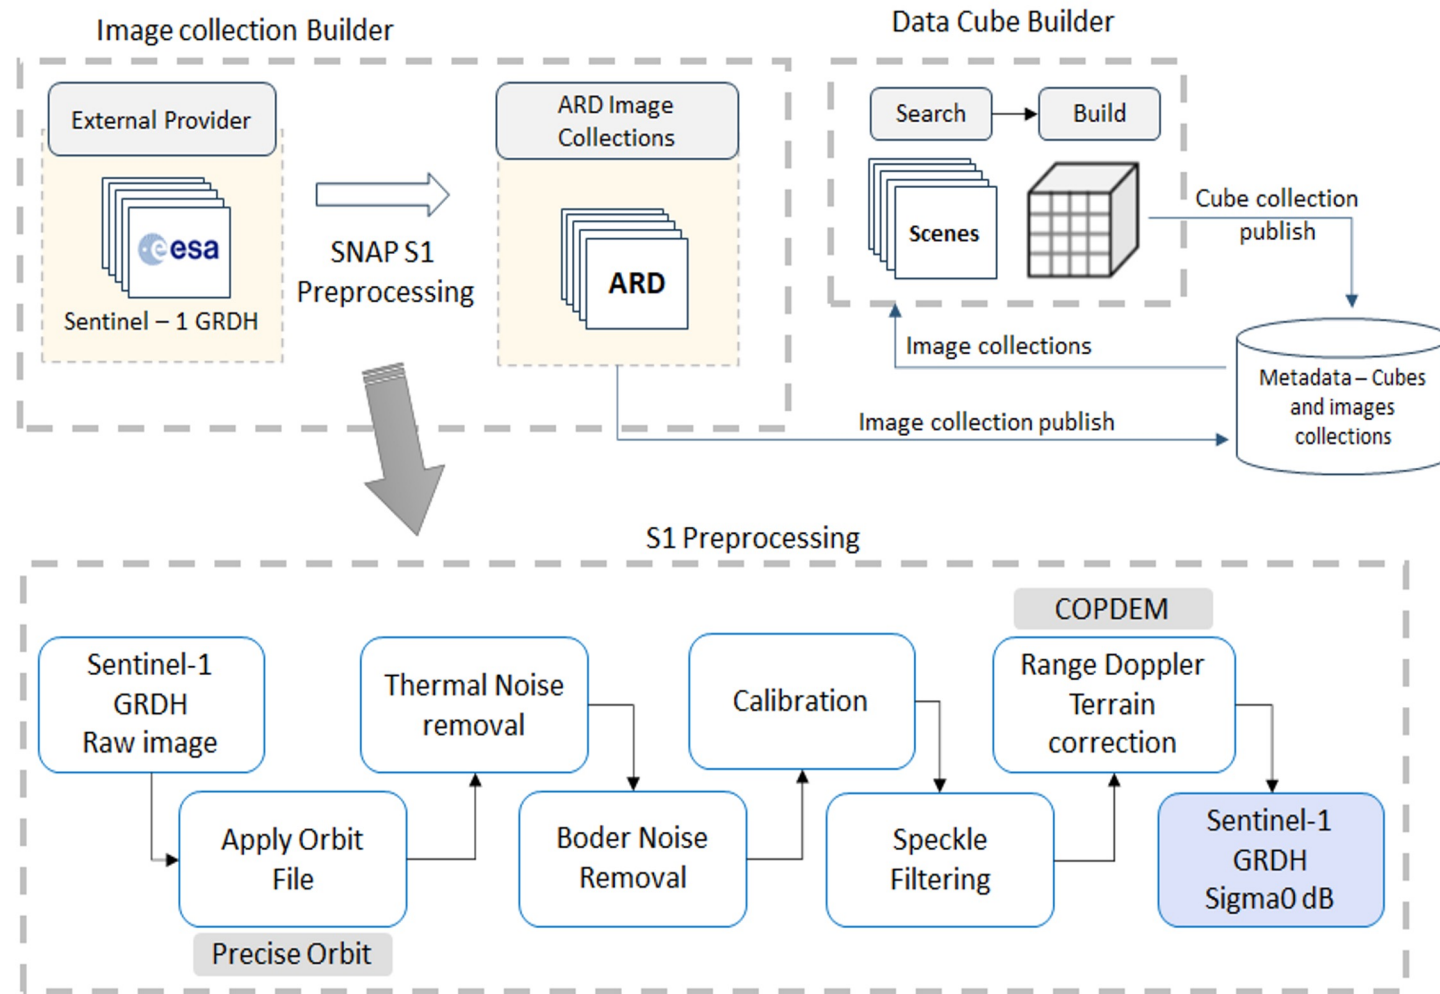 Image collection Builder
Data Cube Builder
External Provider
ARD Image
Collections
Search
Build
esa
Sentinel – 1 GRDH
SNAP S1
Preprocessing
ARD
Scenes
Cube collection
publish
Image collections
Image collection publish
Metadata – Cubes
and images
collections
S1 Preprocessing
COPDEM
Sentinel-1
GRDH
Raw image
Apply Orbit
File
Precise Orbit
Thermal Noise
removal
Boder Noise
Removal
Calibration
Speckle
Filtering
Range Doppler
Terrain
correction
Sentinel-1
GRDH
Sigma0 dB